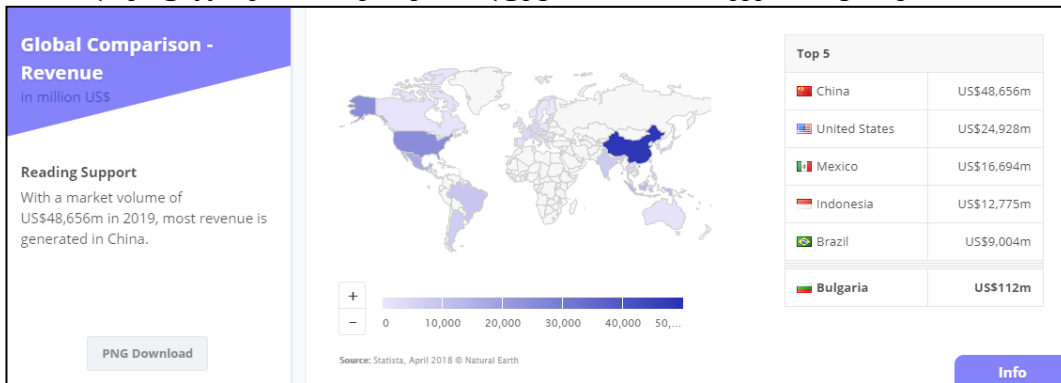 Global Comparison -
Revenue
in million US$
Reading Support
With a market volume of
US$48,656m in 2019, most revenue is
generated in China.
PNG Download
+
−
0 10,000 20,000 30,000 40,000 50,...
Source: Statista, April 2018 © Natural Earth
Top 5
China US$48,656m
United States US$24,928m
Mexico US$16,694m
Indonesia US$12,775m
Brazil US$9,004m
Bulgaria US$112m
Info